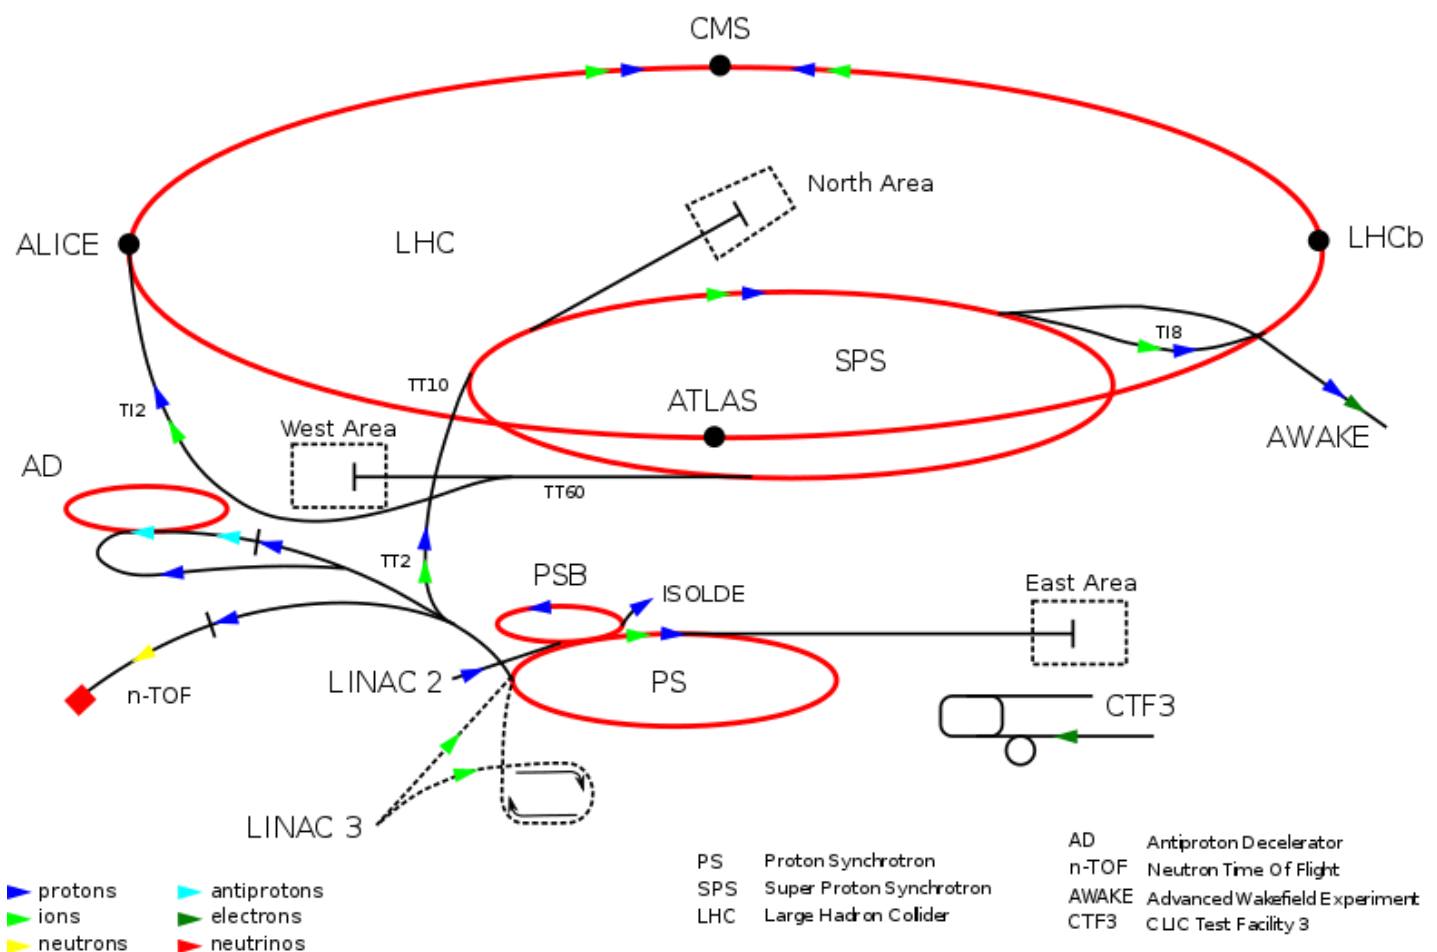 CMS
North Area
ALICE
LHC
LHCb
TI8
SPS
TT10
ATLAS
TI2
West Area
AWAKE
AD
TT60
TT2
PSB
ISOLDE
East Area
LINAC 2
PS
n-TOF
CTF3
LINAC 3
protons
ions
neutrons
antiprotons
electrons
neutrinos
PS Proton Synchrotron
SPS Super Proton Synchrotron
LHC Large Hadron Collider
AD Antiproton Decelerator
n-TOF Neutron Time Of Flight
AWAKE Advanced Wakefield Experiment
CTF3 CLIC Test Facility 3